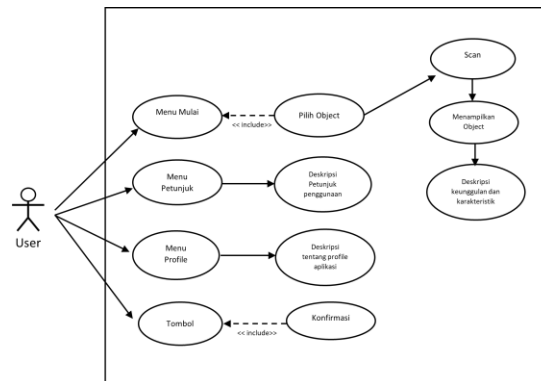 Scan
Menu Mulai
<< include>>
Pilih Object
Menampilkan
Object
Menu
Petunjuk
Deskripsi
Petunjuk
penggunaan
Deskripsi
keunggulan dan
karakteristik
User
Menu
Profile
Deskripsi
tentang profile
aplikasi
Tombol
<< include>>
Konfirmasi